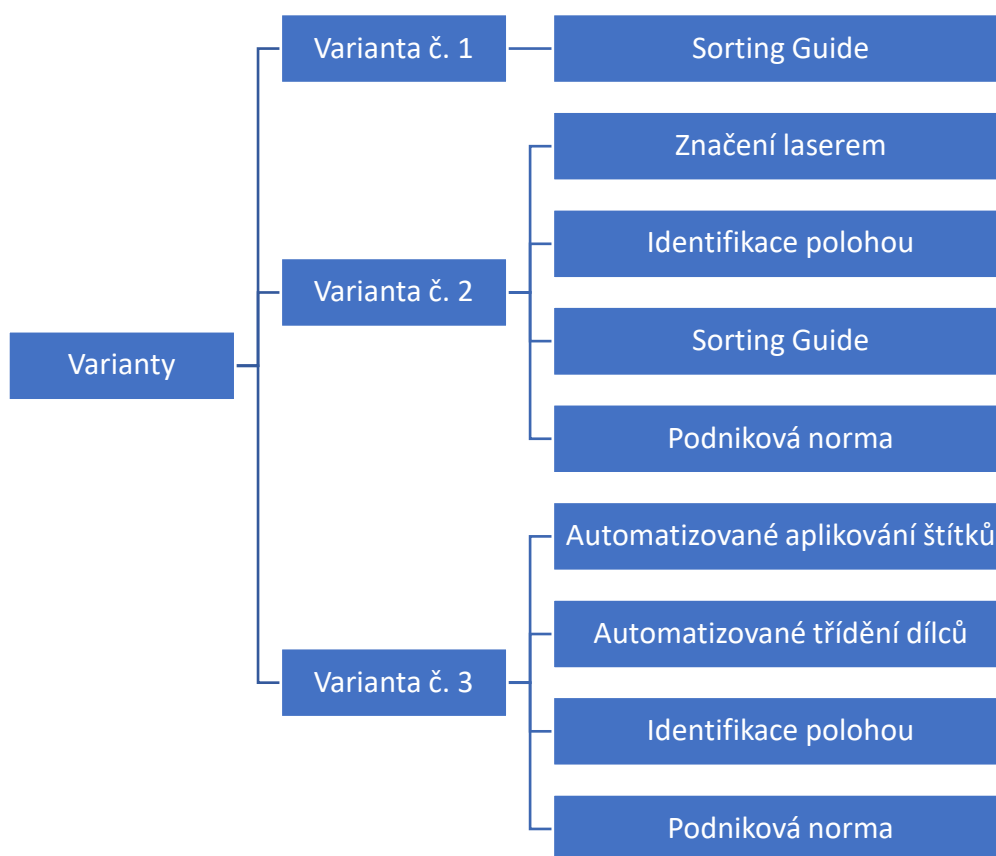 Varianty
Varianta č. 1
Sorting Guide
Varianta č. 2
Značení laserem
Identifikace polohou
Sorting Guide
Podniková norma
Varianta č. 3
Automatizované aplikování štítků
Automatizované třídění dílců
Identifikace polohou
Podniková norma